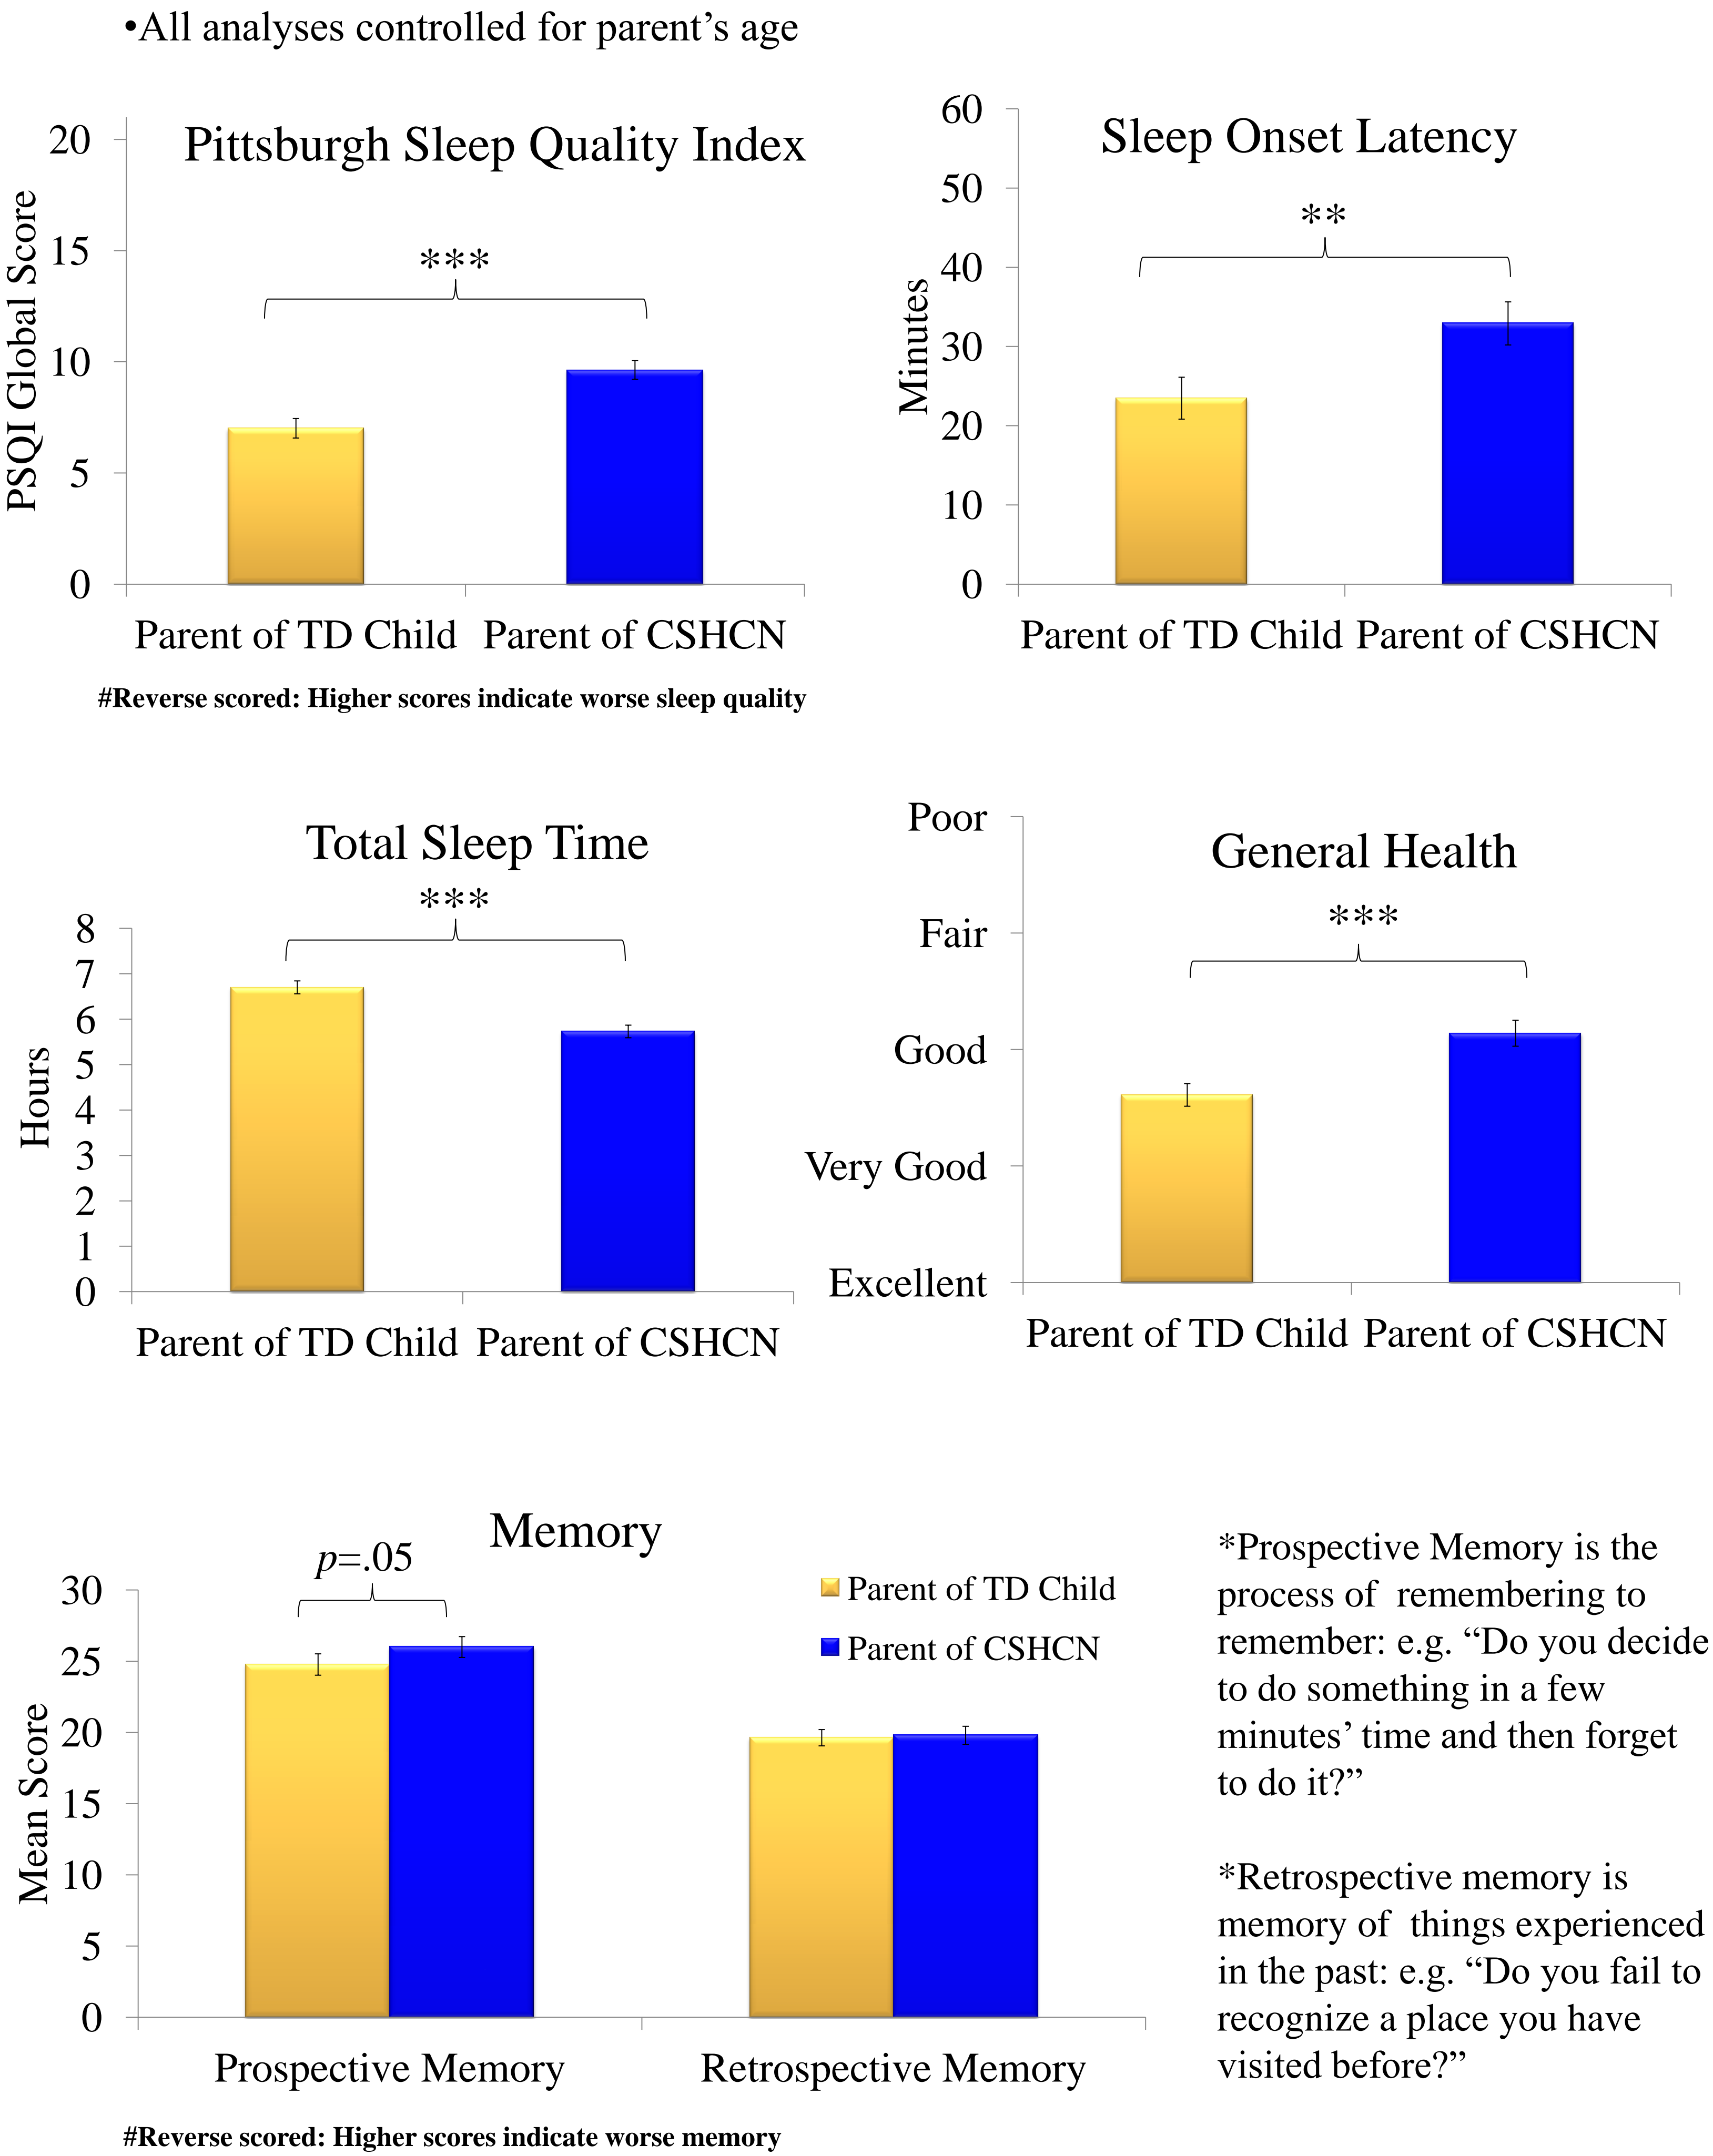 •All analyses controlled for parent’s age
Pittsburgh Sleep Quality Index
PSQI Global Score
20
15
10
5
0
***
Parent of TD Child
Parent of CSHCN
#Reverse scored: Higher scores indicate worse sleep quality
Sleep Onset Latency
Minutes
60
50
40
30
20
10
0
**
Parent of TD Child
Parent of CSHCN
Total Sleep Time
***
Hours
8
7
6
5
4
3
2
1
0
Parent of TD Child
Parent of CSHCN
General Health
***
Poor
Fair
Good
Very Good
Excellent
Parent of TD Child
Parent of CSHCN
Memory
p=.05
Mean Score
30
25
20
15
10
5
0
Parent of TD Child
Parent of CSHCN
Prospective Memory
Retrospective Memory
#Reverse scored: Higher scores indicate worse memory
*Prospective Memory is the
process of remembering to
remember: e.g. “Do you decide
to do something in a few
minutes’ time and then forget
to do it?”
*Retrospective memory is
memory of things experienced
in the past: e.g. “Do you fail to
recognize a place you have
visited before?”